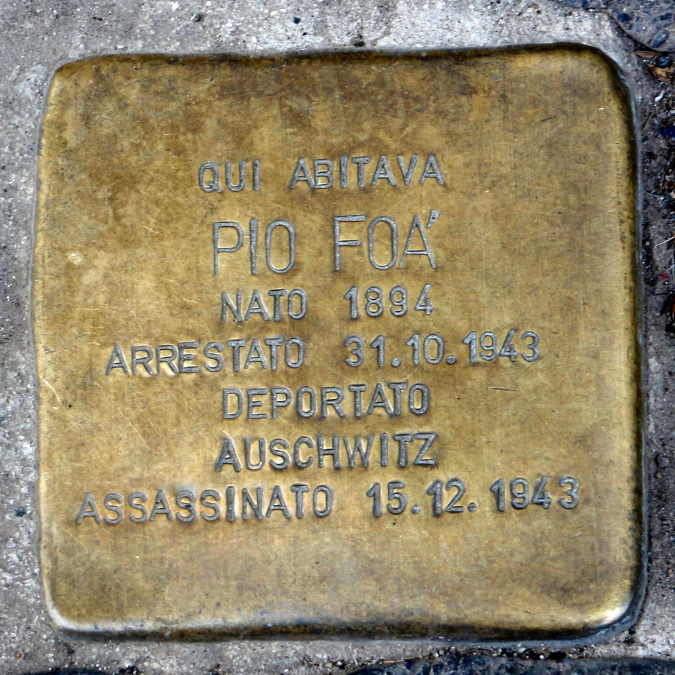 QUI ABITAVA
PIO FOA'
NATO 1894
ARRESTATO 31.10.1943
DEPORTATO
AUSCHWITZ
ASSASSINATO 15.12.1943